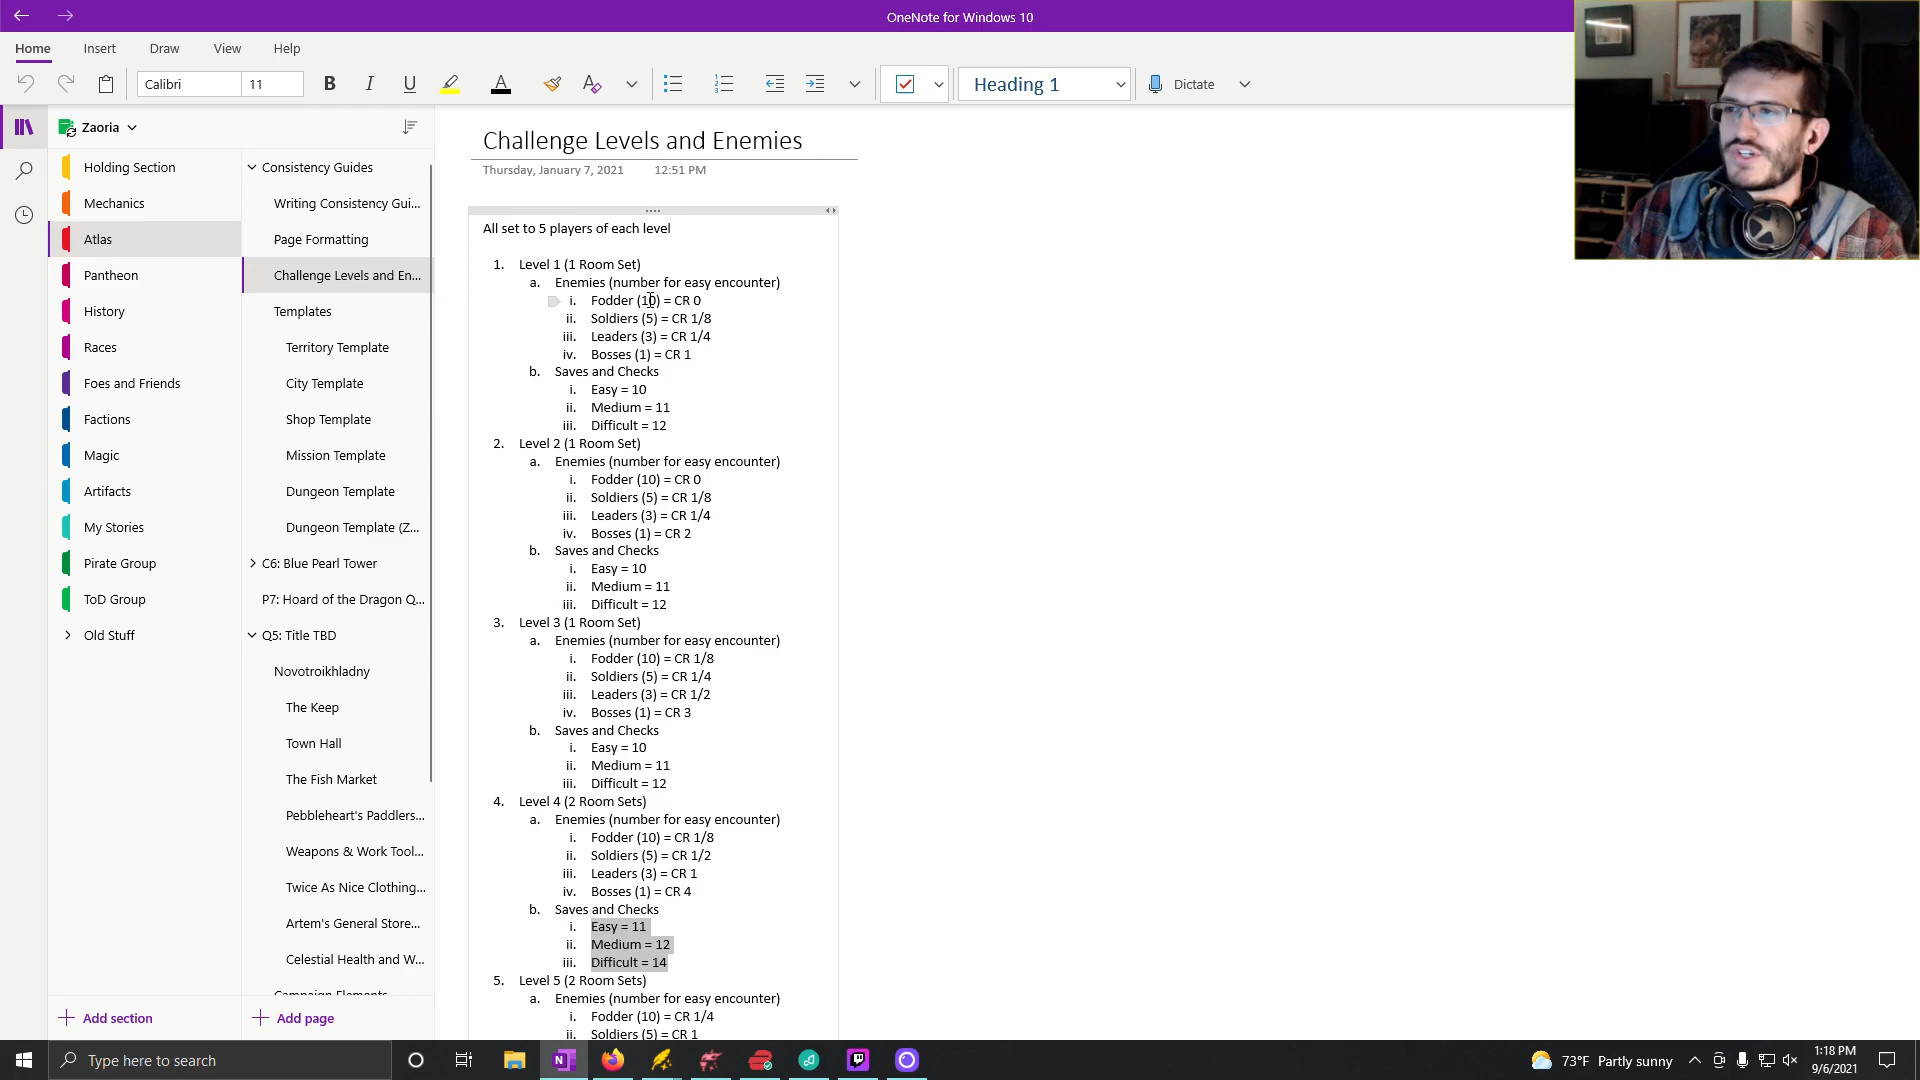 OneNote for Windows 10
Home
Insert
Draw
View
Help
Calibri
11
B
I
U
A
A
Heading 1
Dictate
Zaoria
Holding Section
Mechanics
Atlas
Pantheon
History
Races
Foes and Friends
Factions
Magic
Artifacts
My Stories
Pirate Group
ToD Group
Old Stuff
Add section
Consistency Guides
Writing Consistency Gui...
Page Formatting
Challenge Levels and En...
Templates
Territory Template
City Template
Shop Template
Mission Template
Dungeon Template
Dungeon Template (Z...
C6: Blue Pearl Tower
P7: Hoard of the Dragon Q...
Q5: Title TBD
Novotroikhladny
The Keep
Town Hall
The Fish Market
Pebbleheart's Paddlers...
Weapons & Work Tool...
Twice As Nice Clothing...
Artem's General Store...
Celestial Health and W...
Campaign Elements
Add page
Challenge Levels and Enemies
Thursday, January 7, 2021 12:51 PM
All set to 5 players of each level
1. Level 1 (1 Room Set)
a. Enemies (number for easy encounter)
i. Fodder (10) = CR 0
ii. Soldiers (5) = CR 1/8
iii. Leaders (3) = CR 1/4
iv. Bosses (1) = CR 1
b. Saves and Checks
i. Easy = 10
ii. Medium = 11
iii. Difficult = 12
2. Level 2 (1 Room Set)
a. Enemies (number for easy encounter)
i. Fodder (10) = CR 0
ii. Soldiers (5) = CR 1/8
iii. Leaders (3) = CR 1/4
iv. Bosses (1) = CR 2
b. Saves and Checks
i. Easy = 10
ii. Medium = 11
iii. Difficult = 12
3. Level 3 (1 Room Set)
a. Enemies (number for easy encounter)
i. Fodder (10) = CR 1/8
ii. Soldiers (5) = CR 1/4
iii. Leaders (3) = CR 1/2
iv. Bosses (1) = CR 3
b. Saves and Checks
i. Easy = 10
ii. Medium = 11
iii. Difficult = 12
4. Level 4 (2 Room Sets)
a. Enemies (number for easy encounter)
i. Fodder (10) = CR 1/8
ii. Soldiers (5) = CR 1/2
iii. Leaders (3) = CR 1
iv. Bosses (1) = CR 4
b. Saves and Checks
i. Easy = 11
ii. Medium = 12
iii. Difficult = 14
5. Level 5 (2 Room Sets)
a. Enemies (number for easy encounter)
i. Fodder (10) = CR 1/4
ii. Soldiers (5) = CR 1
Type here to search
N
73°F Partly sunny
1:18 PM
9/6/2021